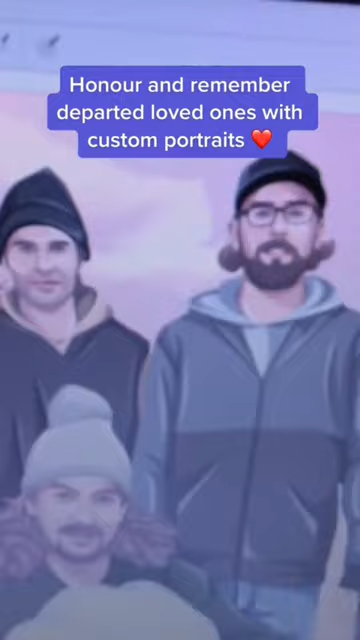 Honour and remember
departed loved ones with
custom portraits ❤️